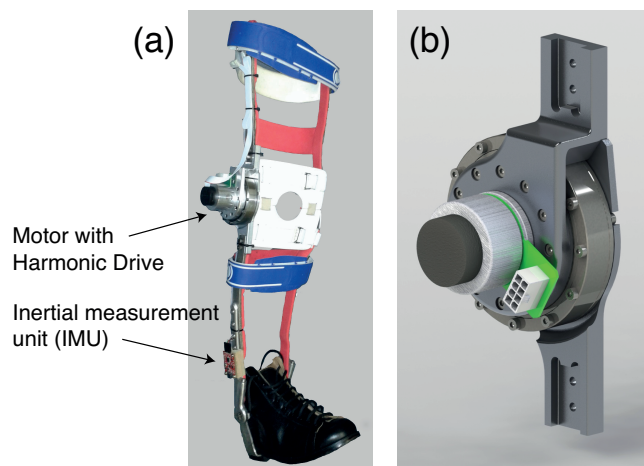 (a)
(b)
Motor with
Harmonic Drive
Inertial measurement
unit (IMU)